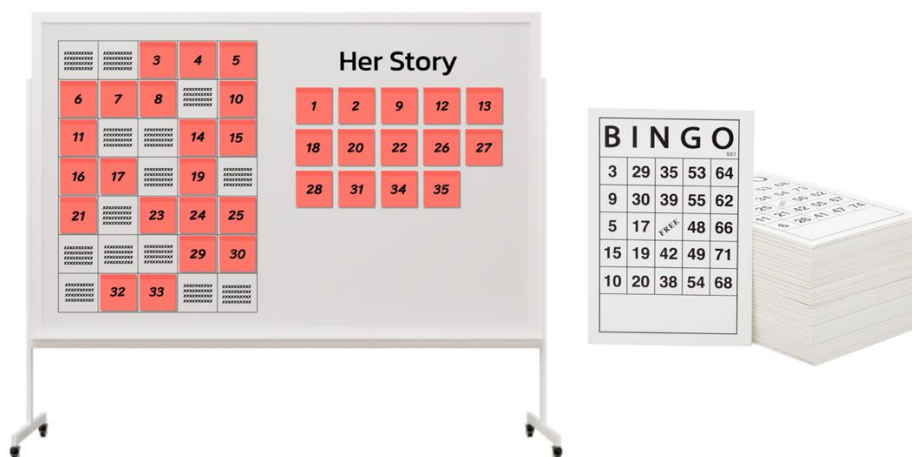 3 4 5
6 7 8 10
11 14 15
16 17 19
21 23 24 25
29 30
32 33
Her Story
1 2 9 12 13
18 20 22 26 27
28 31 34 35
BINGO
001
3 29 35 53 64
9 30 39 55 62
5 17 FREE 48 66
15 19 42 49 71
10 20 38 54 68